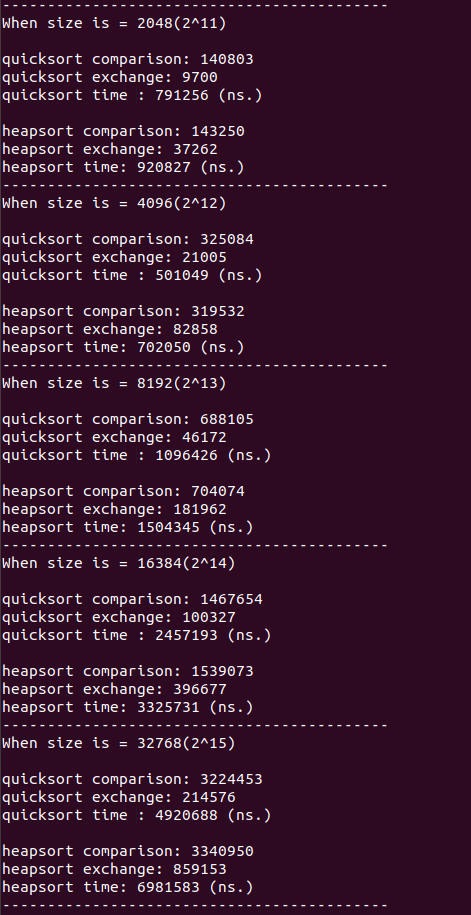 -------------------------------------------
When size is = 2048(2^11)
quicksort comparison: 140803
quicksort exchange: 9700
quicksort time : 791256 (ns.)
heapsort comparison: 143250
heapsort exchange: 37262
heapsort time: 920827 (ns.)
-------------------------------------------
When size is = 4096(2^12)
quicksort comparison: 325084
quicksort exchange: 21005
quicksort time : 501049 (ns.)
heapsort comparison: 319532
heapsort exchange: 82858
heapsort time: 702050 (ns.)
-------------------------------------------
When size is = 8192(2^13)
quicksort comparison: 688105
quicksort exchange: 46172
quicksort time : 1096426 (ns.)
heapsort comparison: 704074
heapsort exchange: 181962
heapsort time: 1504345 (ns.)
-------------------------------------------
When size is = 16384(2^14)
quicksort comparison: 1467654
quicksort exchange: 100327
quicksort time : 2457193 (ns.)
heapsort comparison: 1539073
heapsort exchange: 396677
heapsort time: 3325731 (ns.)
-------------------------------------------
When size is = 32768(2^15)
quicksort comparison: 3224453
quicksort exchange: 214576
quicksort time : 4920688 (ns.)
heapsort comparison: 3340950
heapsort exchange: 859153
heapsort time: 6981583 (ns.)
-------------------------------------------